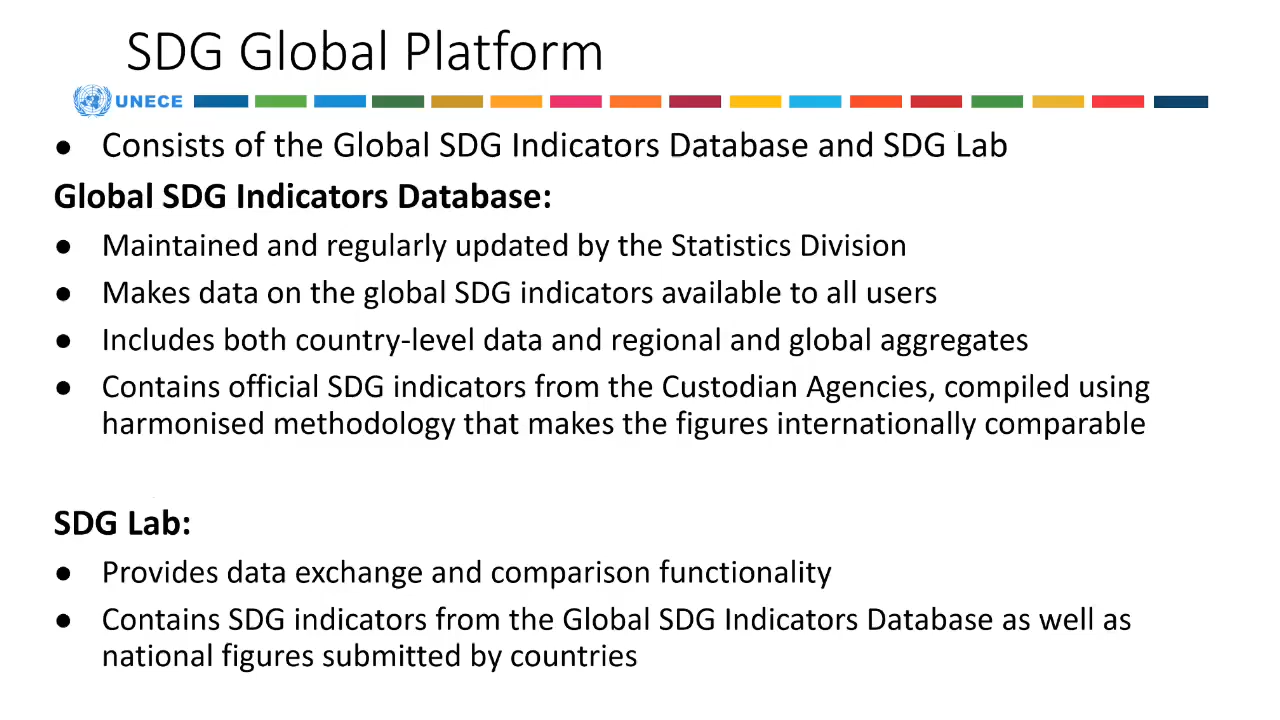 SDG Global Platform
UNECE
● Consists of the Global SDG Indicators Database and SDG Lab
Global SDG Indicators Database:
● Maintained and regularly updated by the Statistics Division
● Makes data on the global SDG indicators available to all users
● Includes both country-level data and regional and global aggregates
● Contains official SDG indicators from the Custodian Agencies, compiled using
harmonised methodology that makes the figures internationally comparable
SDG Lab:
● Provides data exchange and comparison functionality
● Contains SDG indicators from the Global SDG Indicators Database as well as
national figures submitted by countries